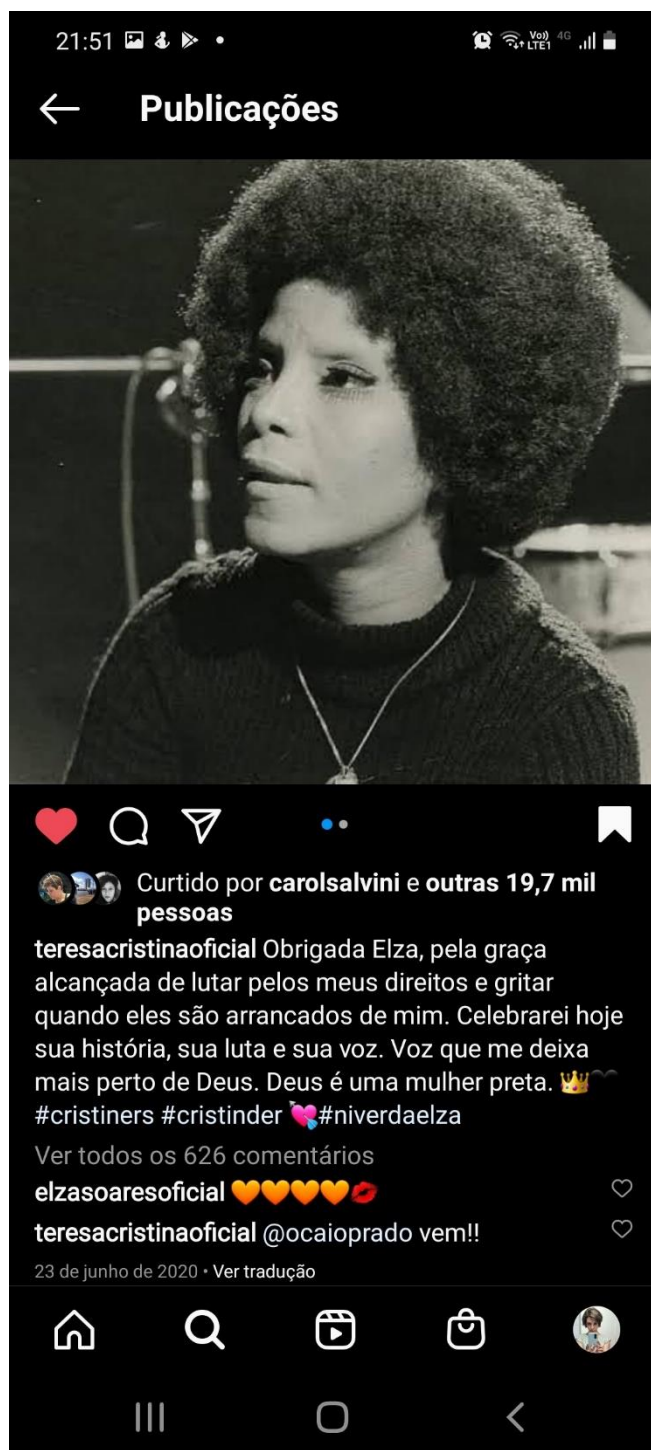 21:51
Vo)) 4G
LTE1
Publicações
Curtido por carolsalvini e outras 19,7 mil
pessoas
teresacristinaoficial Obrigada Elza, pela graça
alcançada de lutar pelos meus direitos e gritar
quando eles são arrancados de mim. Celebrarei hoje
sua história, sua luta e sua voz. Voz que me deixa
mais perto de Deus. Deus é uma mulher preta. 👑
#cristiners #cristinder 💘#niverdaelza
Ver todos os 626 comentários
elzasoaresoficial 🧡🧡🧡🧡💋
teresacristinaoficial @ocaioprado vem!!
23 de junho de 2020 • Ver tradução